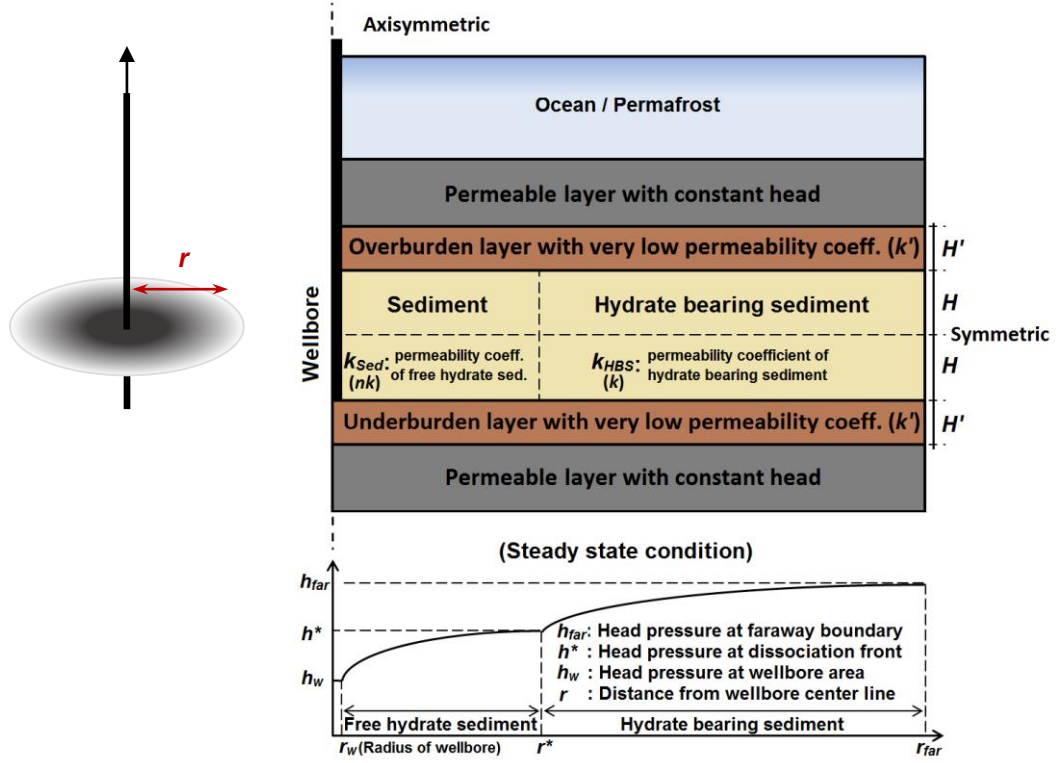 Axisymmetric
r
Ocean / Permafrost
Permeable layer with constant head
Overburden layer with very low permeability coeff. (k')
H'
Wellbore
Sediment
Hydrate bearing sediment
H
Symmetric
kSed: permeability coeff.
(nk) of free hydrate sed.
kHBS: permeability coefficient of
(k) hydrate bearing sediment
H
Underburden layer with very low permeability coeff. (k')
H'
Permeable layer with constant head
(Steady state condition)
hfar
h*
hw
hfar: Head pressure at faraway boundary
h* : Head pressure at dissociation front
hw : Head pressure at wellbore area
r : Distance from wellbore center line
Free hydrate sediment
Hydrate bearing sediment
rw (Radius of wellbore)
r*
rfar